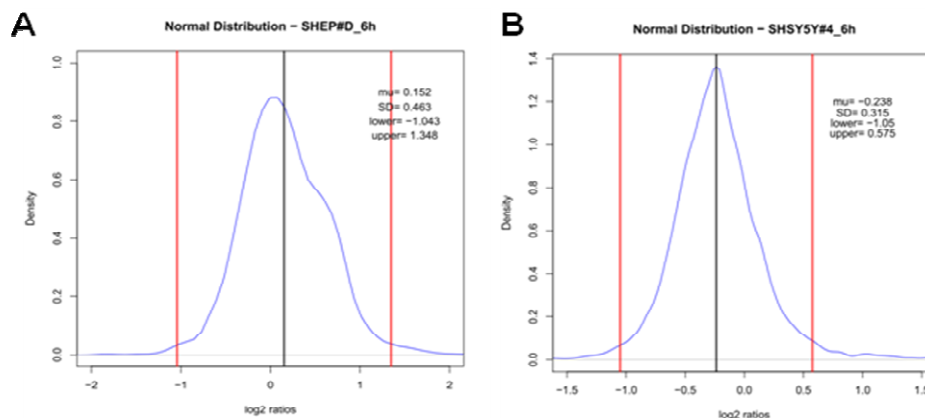 A
Normal Distribution − SHEP#D_6h
1.0
0.8
0.6
0.4
0.2
0.0
Density
mu= 0.152
SD= 0.463
lower= −1.043
upper= 1.348
−2
−1
0
1
2
log2 ratios
B
Normal Distribution − SHSY5Y#4_6h
1.4
1.2
1.0
0.8
0.6
0.4
0.2
0.0
Density
mu= −0.238
SD= 0.315
lower= −1.05
upper= 0.575
−1.5
−1.0
−0.5
0.0
0.5
1.0
1.5
log2 ratios